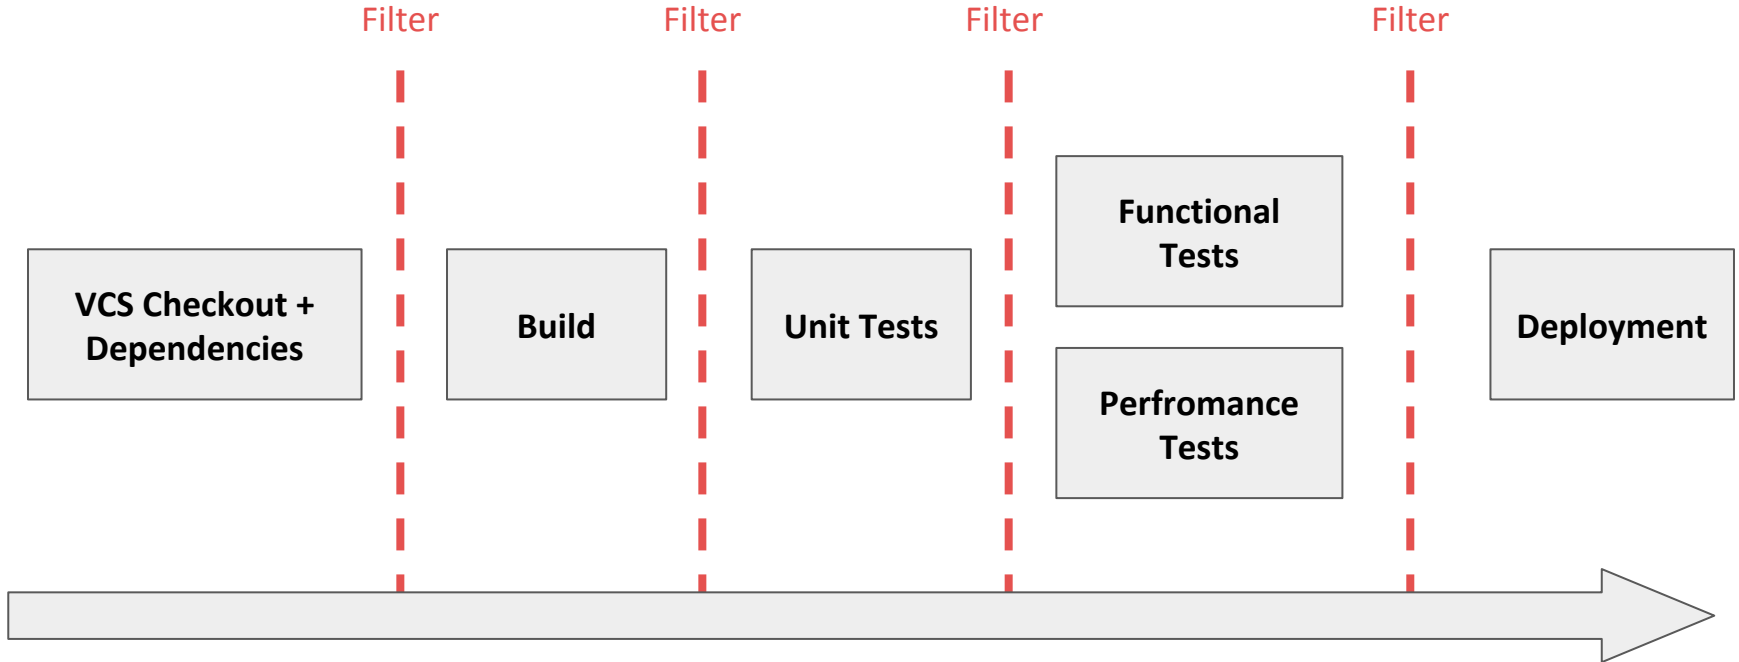 Filter Filter Filter Filter
VCS Checkout +
Dependencies
Build
Unit Tests
Functional
Tests
Perfromance
Tests
Deployment